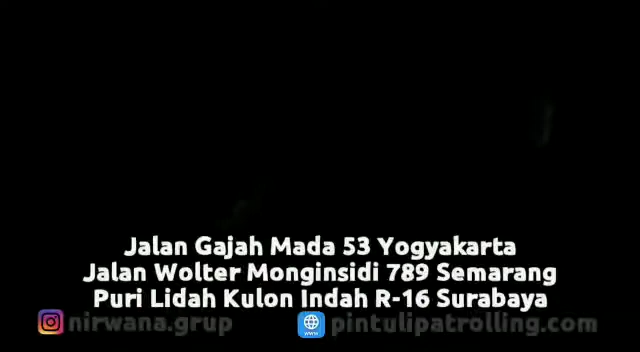 Jalan Gajah Mada 53 Yogyakarta
Jalan Wolter Monginsidi 789 Semarang
Puri Lidah Kulon Indah R-16 Surabaya
nirwana.grup
www pintulipatrolling.com